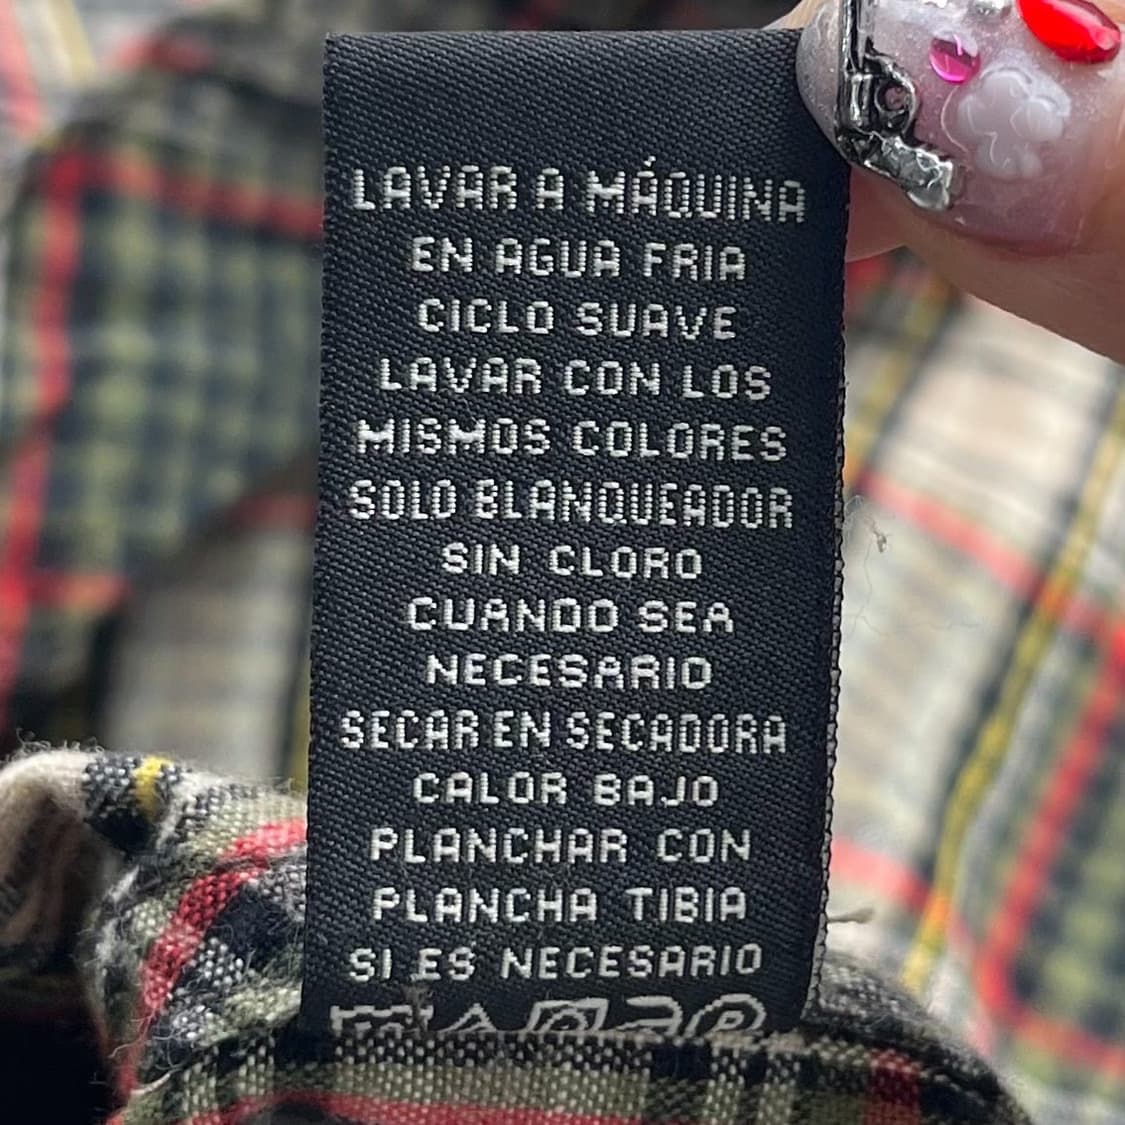 LAVAR A MÁQUINA
EN AGUA FRIA
CICLO SUAVE
LAVAR CON LOS
MISMOS COLORES
SOLO BLANQUEADOR
SIN CLORO
CUANDO SEA
NECESARIO
SECAR EN SECADORA
CALOR BAJO
PLANCHAR CON
PLANCHA TIBIA
SI ES NECESARIO